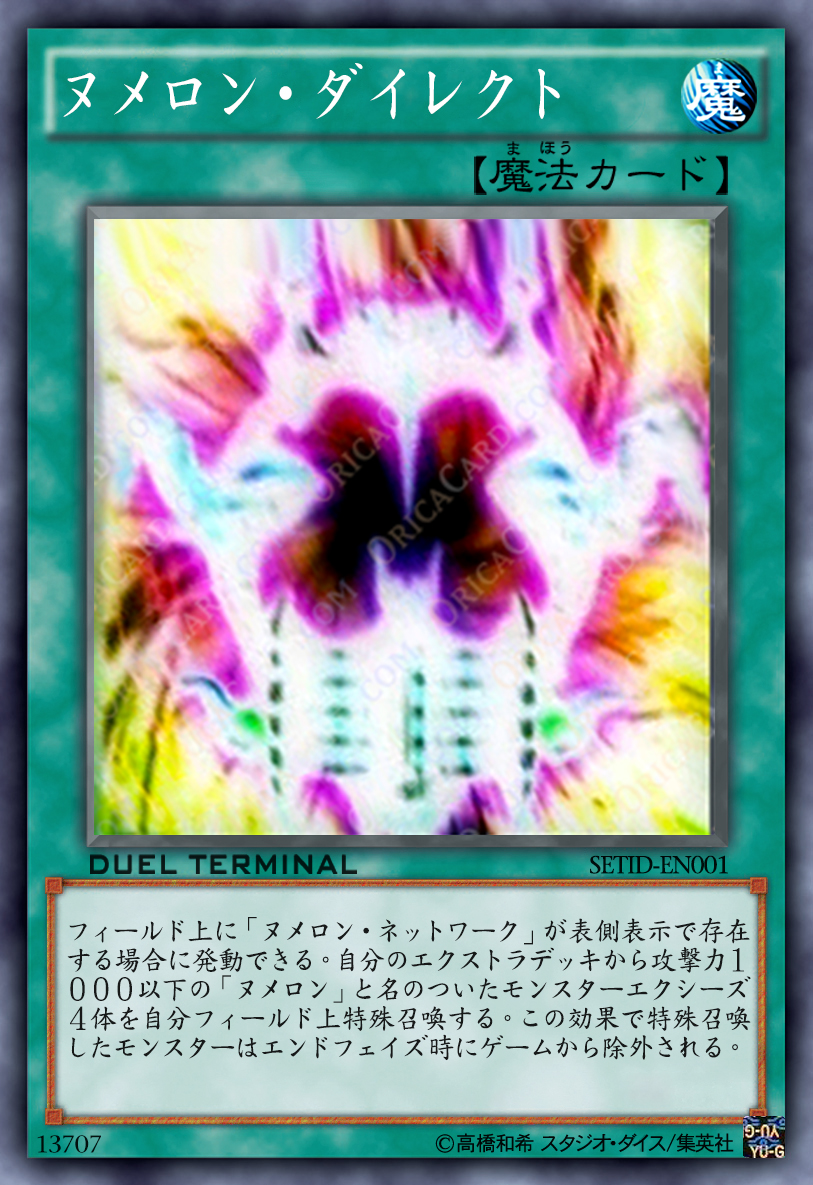 ヌメロン・ダイレクト
魔
ま
ま ほう
【魔法カード】
ORICACARD.COM
DUEL TERMINAL
SETID-EN001
フィールド上に「ヌメロン・ネットワーク」が表側表示で存在
する場合に発動できる。自分のエクストラデッキから攻撃力１
０００以下の「ヌメロン」と名のついたモンスターエクシーズ
４体を自分フィールド上特殊召喚する。この効果で特殊召喚
したモンスターはエンドフェイズ時にゲームから除外される。
13707
©高橋和希 スタジオ・ダイス/集英社
YU-G